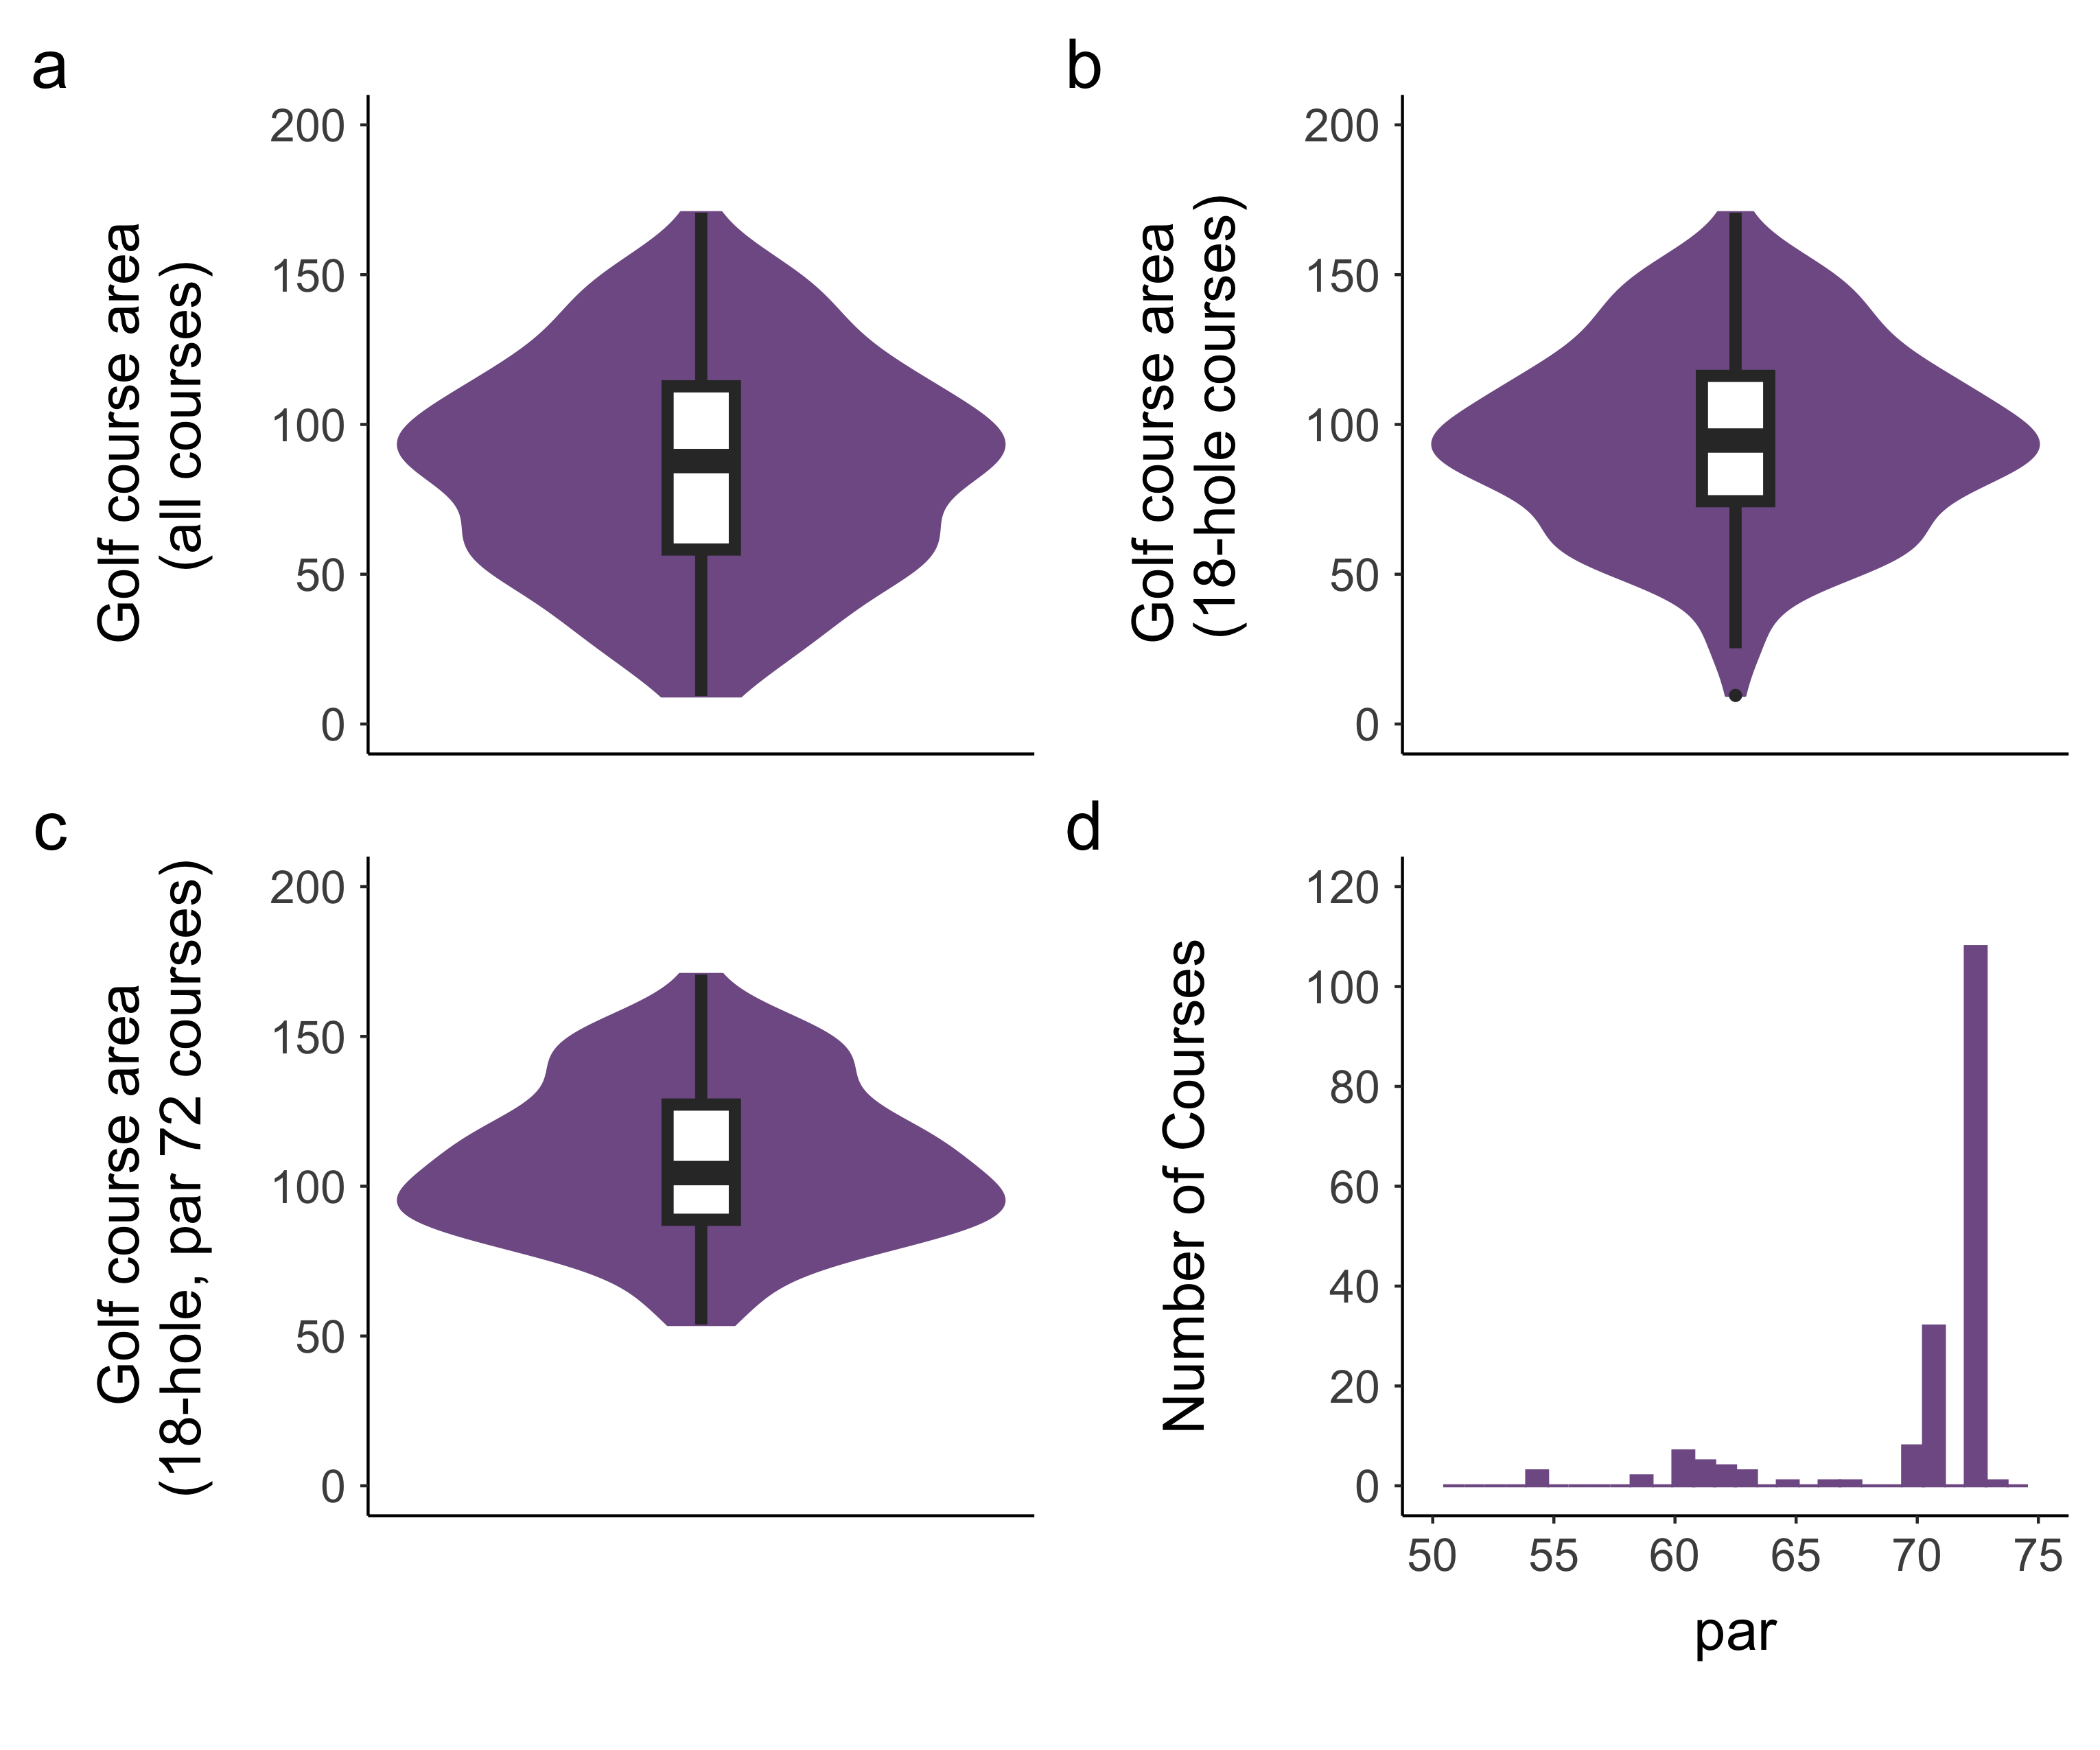 a
200
150
100
50
0
Golf course area
(all courses)
b
200
150
100
50
0
Golf course area
(18-hole courses)
c
200
150
100
50
0
Golf course area
(18-hole, par 72 courses)
d
120
100
80
60
40
20
0
Number of Courses
50 55 60 65 70 75
par